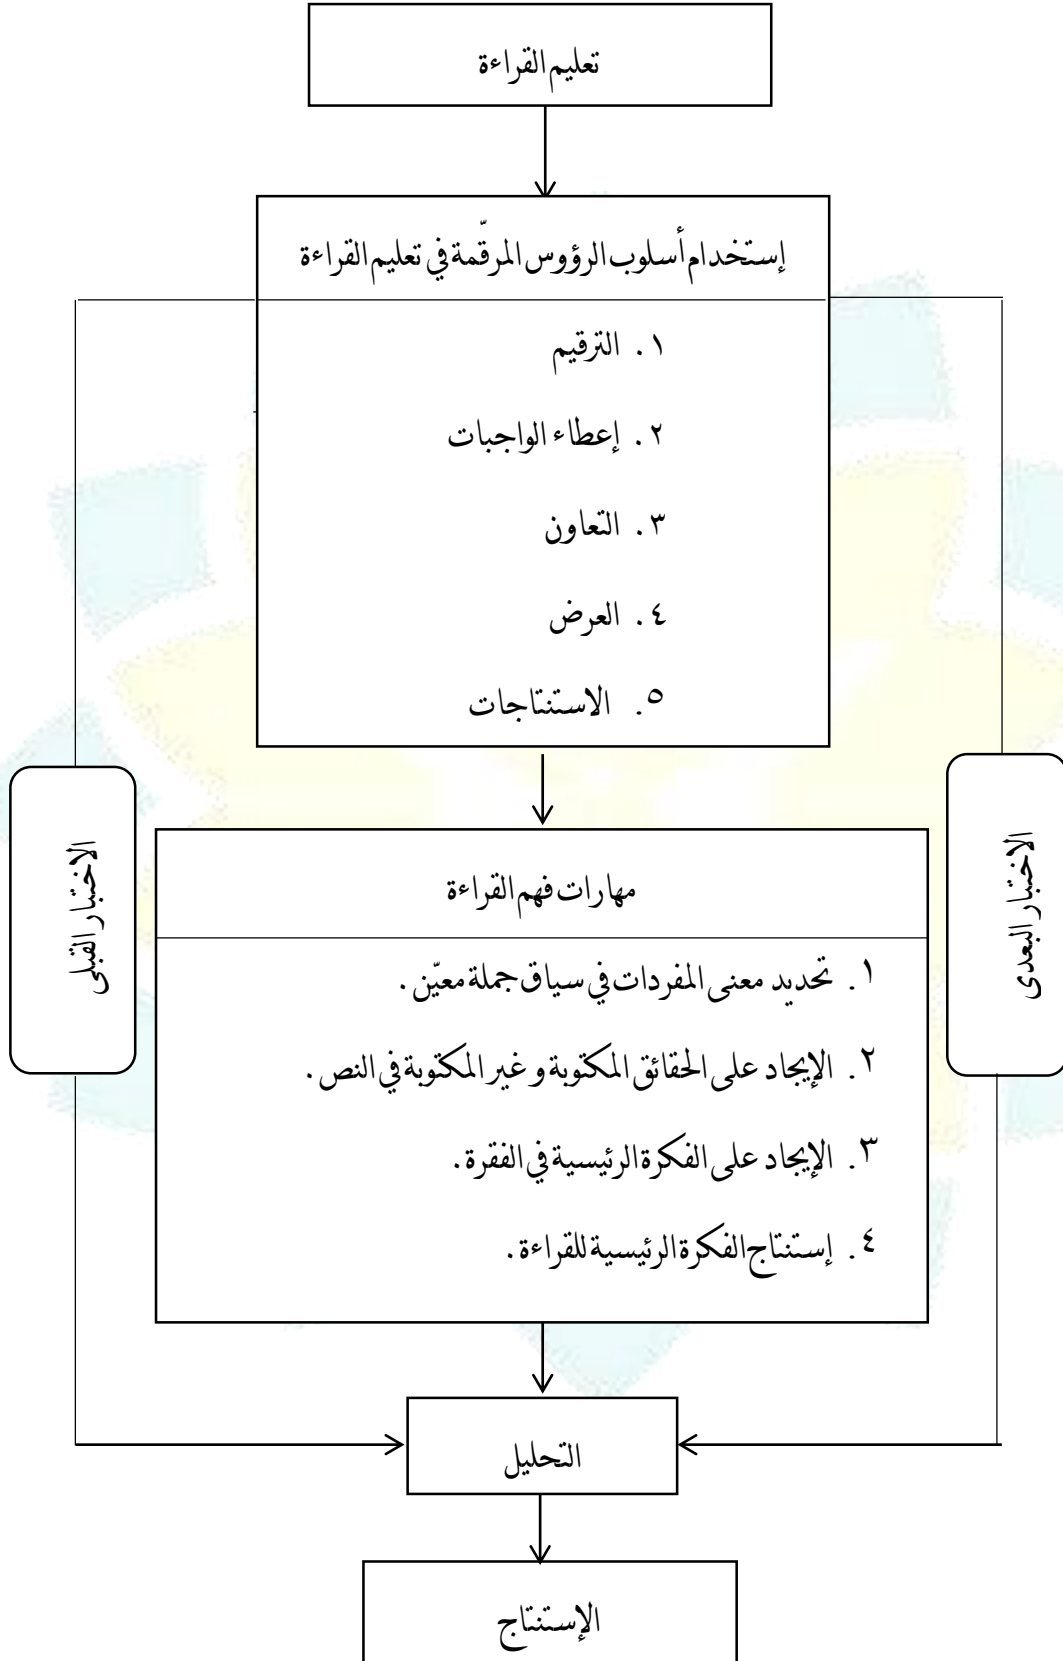 تعليم القراءة
إستخدام أسلوب الرؤوس المرقّمة في تعليم القراءة
١. الترقيم
٢. إعطاء الواجبات
٣. التعاون
٤. العرض
٥. الاستنتاجات
الاختبار البعدى
الاختبار القبلى
مهارات فهم القراءة
١. تحديد معنى المفردات في سياق جملة معيّن.
٢. الإيجاد على الحقائق المكتوبة و غير المكتوبة في النص.
٣. الإيجاد على الفكرة الرئيسية في الفقرة.
٤. إستنتاج الفكرة الرئيسية للقراءة.
التحليل
الإستنتاج